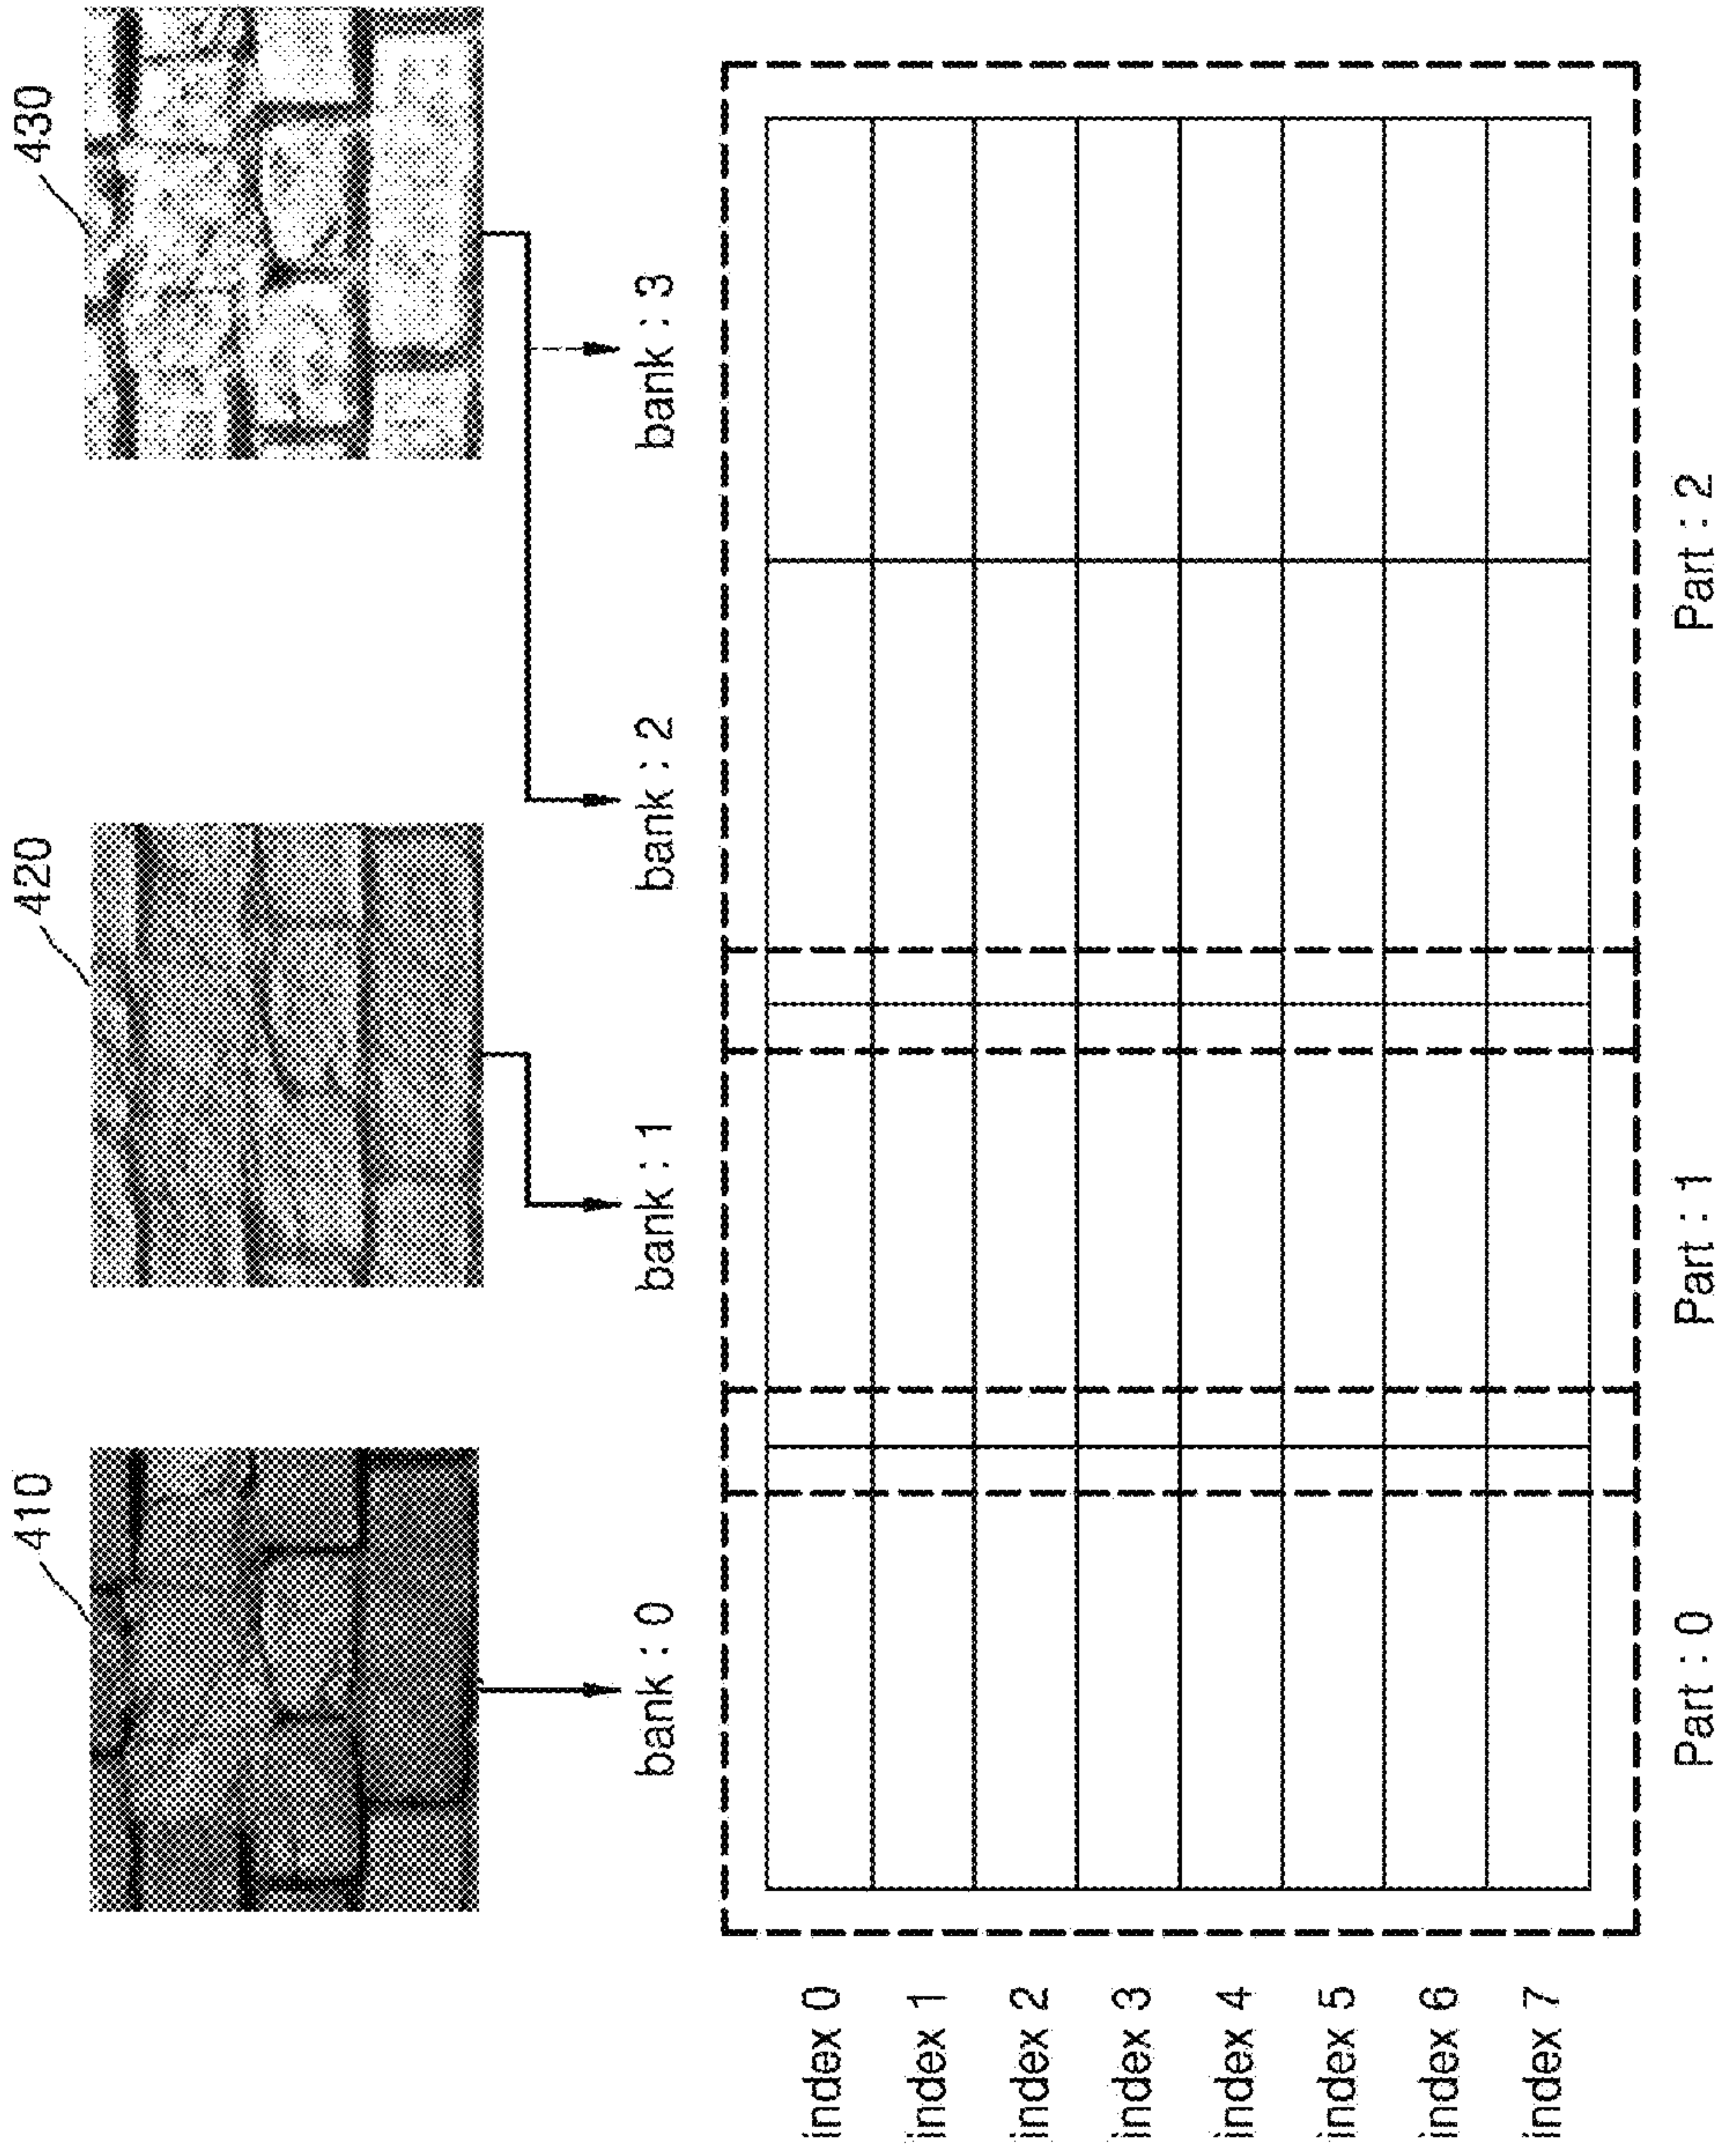 410
420
430
bank : 0
bank : 1
bank : 2
bank : 3
index 0
index 1
index 2
index 3
index 4
index 5
index 6
index 7
Part : 0
Part : 1
Part : 2